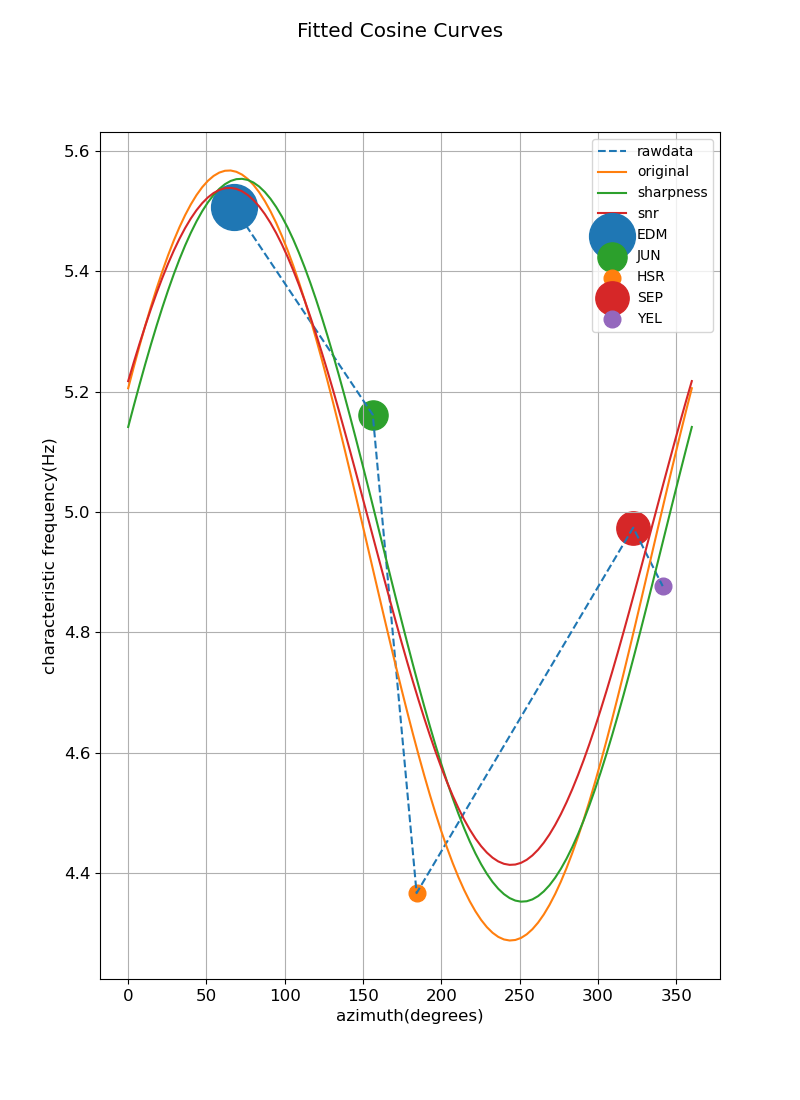 Fitted Cosine Curves
5.6
5.4
5.2
5.0
4.8
4.6
4.4
characteristic frequency(Hz)
rawdata
original
sharpness
snr
EDM
JUN
HSR
SEP
YEL
0 50 100 150 200 250 300 350
azimuth(degrees)